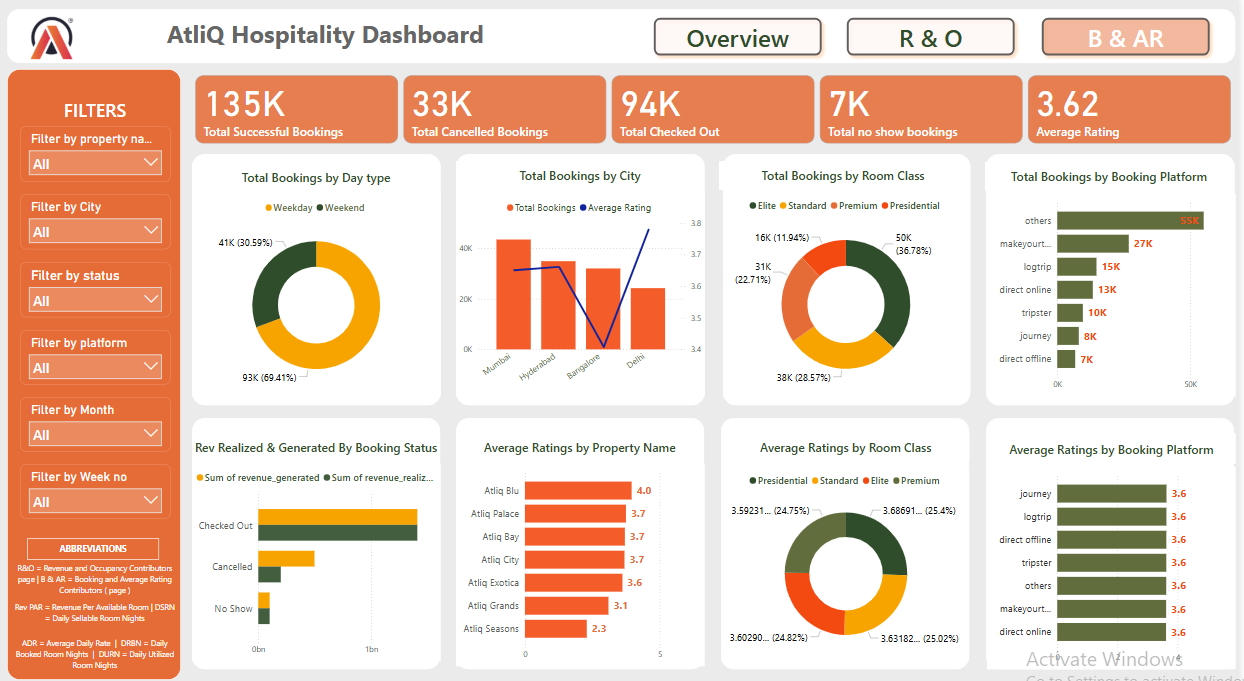 AtliQ Hospitality Dashboard
Overview
R & O
B & AR
FILTERS
Filter by property na...
All
Filter by City
All
Filter by status
All
Filter by platform
All
Filter by Month
All
Filter by Week no
All
ABBREVIATIONS
R&O = Revenue and Occupancy Contributors
page | B & AR = Booking and Average Rating
Contributors ( page )
Rev PAR = Revenue Per Available Room | DSRN
= Daily Sellable Room Nights
ADR = Average Daily Rate | DRBN = Daily
Booked Room Nights | DURN = Daily Utilized
Room Nights
135K
Total Successful Bookings
33K
Total Cancelled Bookings
94K
Total Checked Out
7K
Total no show bookings
3.62
Average Rating
Total Bookings by Day type
Weekday Weekend
41K (30.59%)
93K (69.41%)
Total Bookings by City
Total Bookings Average Rating
40K
20K
0K
3.8
3.7
3.6
3.5
3.4
Mumbai
Hyderabad
Bangalore
Delhi
Total Bookings by Room Class
Elite Standard Premium Presidential
16K (11.94%)
50K
(36.78%)
31K
(22.71%)
38K (28.57%)
Total Bookings by Booking Platform
others 55K
makeyourt... 27K
logtrip 15K
direct online 13K
tripster 10K
journey 8K
direct offline 7K
0K 50K
Rev Realized & Generated By Booking Status
Sum of revenue_generated Sum of revenue_realiz...
Checked Out
Cancelled
No Show
0bn 1bn
Average Ratings by Property Name
Atliq Blu 4.0
Atliq Palace 3.7
Atliq Bay 3.7
Atliq City 3.7
Atliq Exotica 3.6
Atliq Grands 3.1
Atliq Seasons 2.3
0 5
Average Ratings by Room Class
Presidential Standard Elite Premium
3.59231... (24.75%)
3.68691... (25.4%)
3.60290... (24.82%)
3.63182... (25.02%)
Average Ratings by Booking Platform
journey 3.6
logtrip 3.6
direct offline 3.6
tripster 3.6
others 3.6
makeyourt... 3.6
direct online 3.6
0 2 4
Activate Windows
Go to Settings to activate Windows